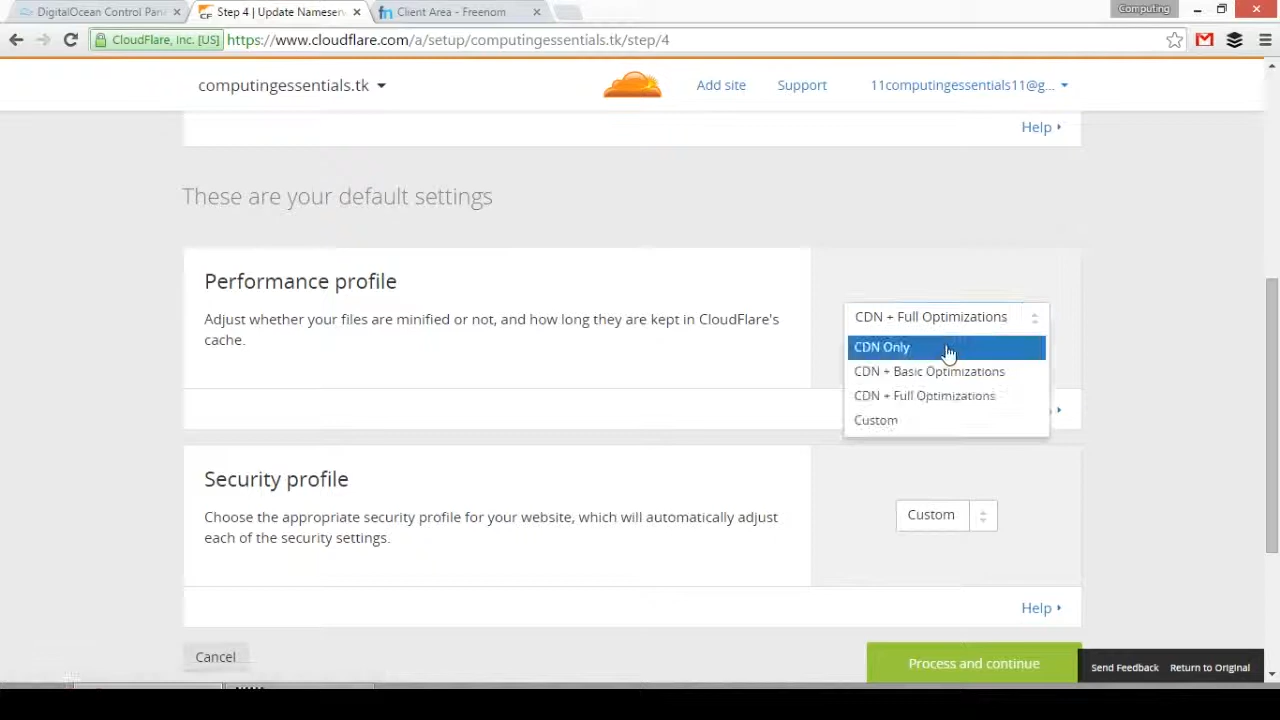 DigitalOcean Control Pan
Step 4 | Update Nameserv
Client Area - Freenom
Computing
CloudFlare, Inc. [US]
https://www.cloudflare.com/a/setup/computingessentials.tk/step/4
computingessentials.tk
Add site
Support
11computingessentials11@g...
Help
These are your default settings
Performance profile
Adjust whether your files are minified or not, and how long they are kept in CloudFlare's
cache.
CDN + Full Optimizations
CDN Only
CDN + Basic Optimizations
CDN + Full Optimizations
Custom
Security profile
Choose the appropriate security profile for your website, which will automatically adjust
each of the security settings.
Custom
Help
Cancel
Process and continue
Send Feedback
Return to Original